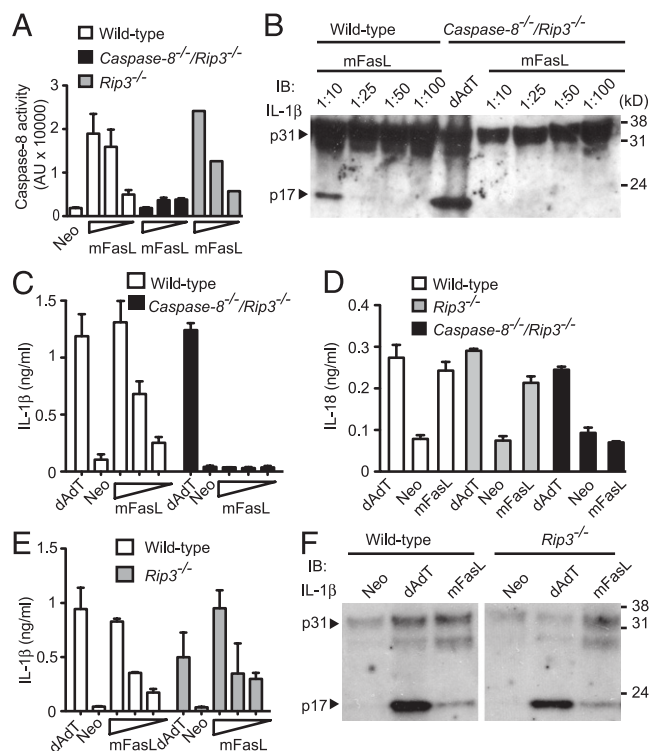 A
Wild-type
Caspase-8-/-/Rip3-/-
Rip3-/-
Caspase-8 activity
(AU x 10000)
3
2
1
0
Neo
mFasL mFasL mFasL
B
Wild-type Caspase-8-/-/Rip3-/-
mFasL mFasL
IB:
IL-1β
1:10 1:25 1:50 1:100 dAdT 1:10 1:25 1:50 1:100 (kD)
p31
p17
38
31
24
C
Wild-type
Caspase-8-/-/Rip3-/-
IL-1β (ng/ml)
1.5
1
0.5
0
dAdT Neo mFasL dAdT Neo mFasL
D
Wild-type
Rip3-/-
Caspase-8-/-/Rip3-/-
IL-18 (ng/ml)
0.4
0.3
0.2
0.1
0
dAdT Neo mFasL dAdT Neo mFasL dAdT Neo mFasL
E
Wild-type
Rip3-/-
IL-1β (ng/ml)
1.5
1
0.5
0
dAdT Neo mFasL dAdT Neo mFasL
F
Wild-type Rip3-/-
IB:
IL-1β
Neo dAdT mFasL Neo dAdT mFasL
p31
p17
38
31
24